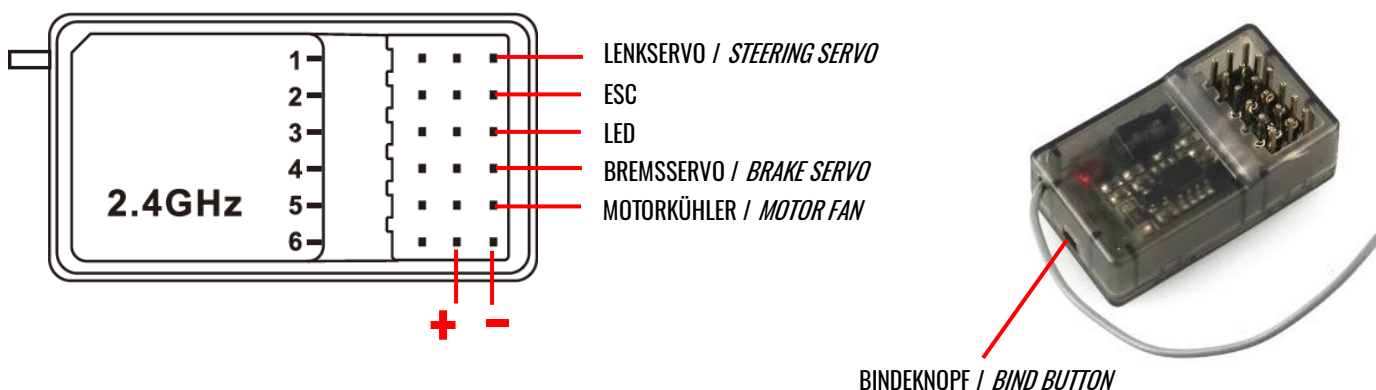 1 LENKSERVO / STEERING SERVO
2 ESC
3 LED
4 BREMSSERVO / BRAKE SERVO
2.4GHz 5 MOTORKÜHLER / MOTOR FAN
6
+ −
BINDEKNOPF / BIND BUTTON